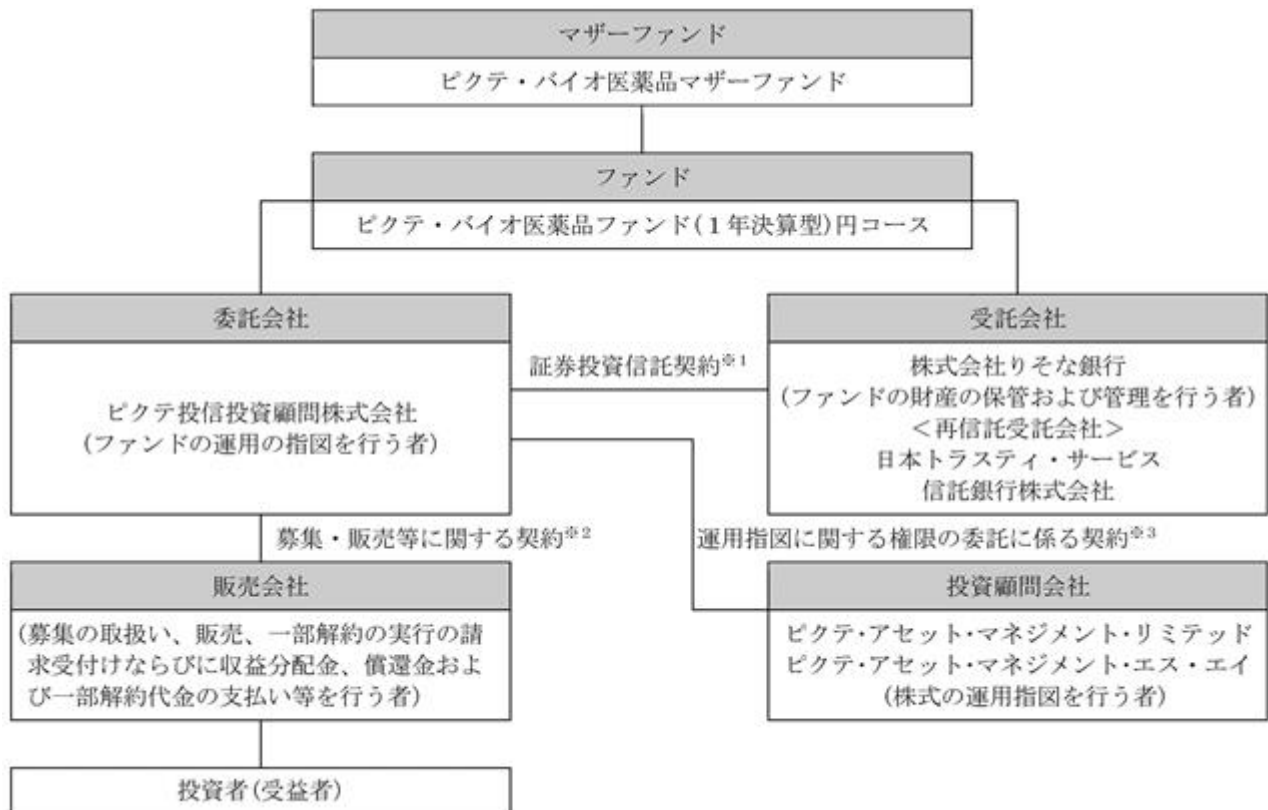 マザーファンド
ピクテ・バイオ医薬品マザーファンド
ファンド
ピクテ・バイオ医薬品ファンド(1年決算型)円コース
委託会社
ピクテ投信投資顧問株式会社
(ファンドの運用の指図を行う者)
証券投資信託契約※1
受託会社
株式会社りそな銀行
(ファンドの財産の保管および管理を行う者)
<再信託受託会社>
日本トラスティ・サービス
信託銀行株式会社
募集・販売等に関する契約※2
運用指図に関する権限の委託に係る契約※3
販売会社
(募集の取扱い、販売、一部解約の実行の請
求受付けならびに収益分配金、償還金およ
び一部解約代金の支払い等を行う者)
投資顧問会社
ピクテ・アセット・マネジメント・リミテッド
ピクテ・アセット・マネジメント・エス・エイ
(株式の運用指図を行う者)
投資者(受益者)